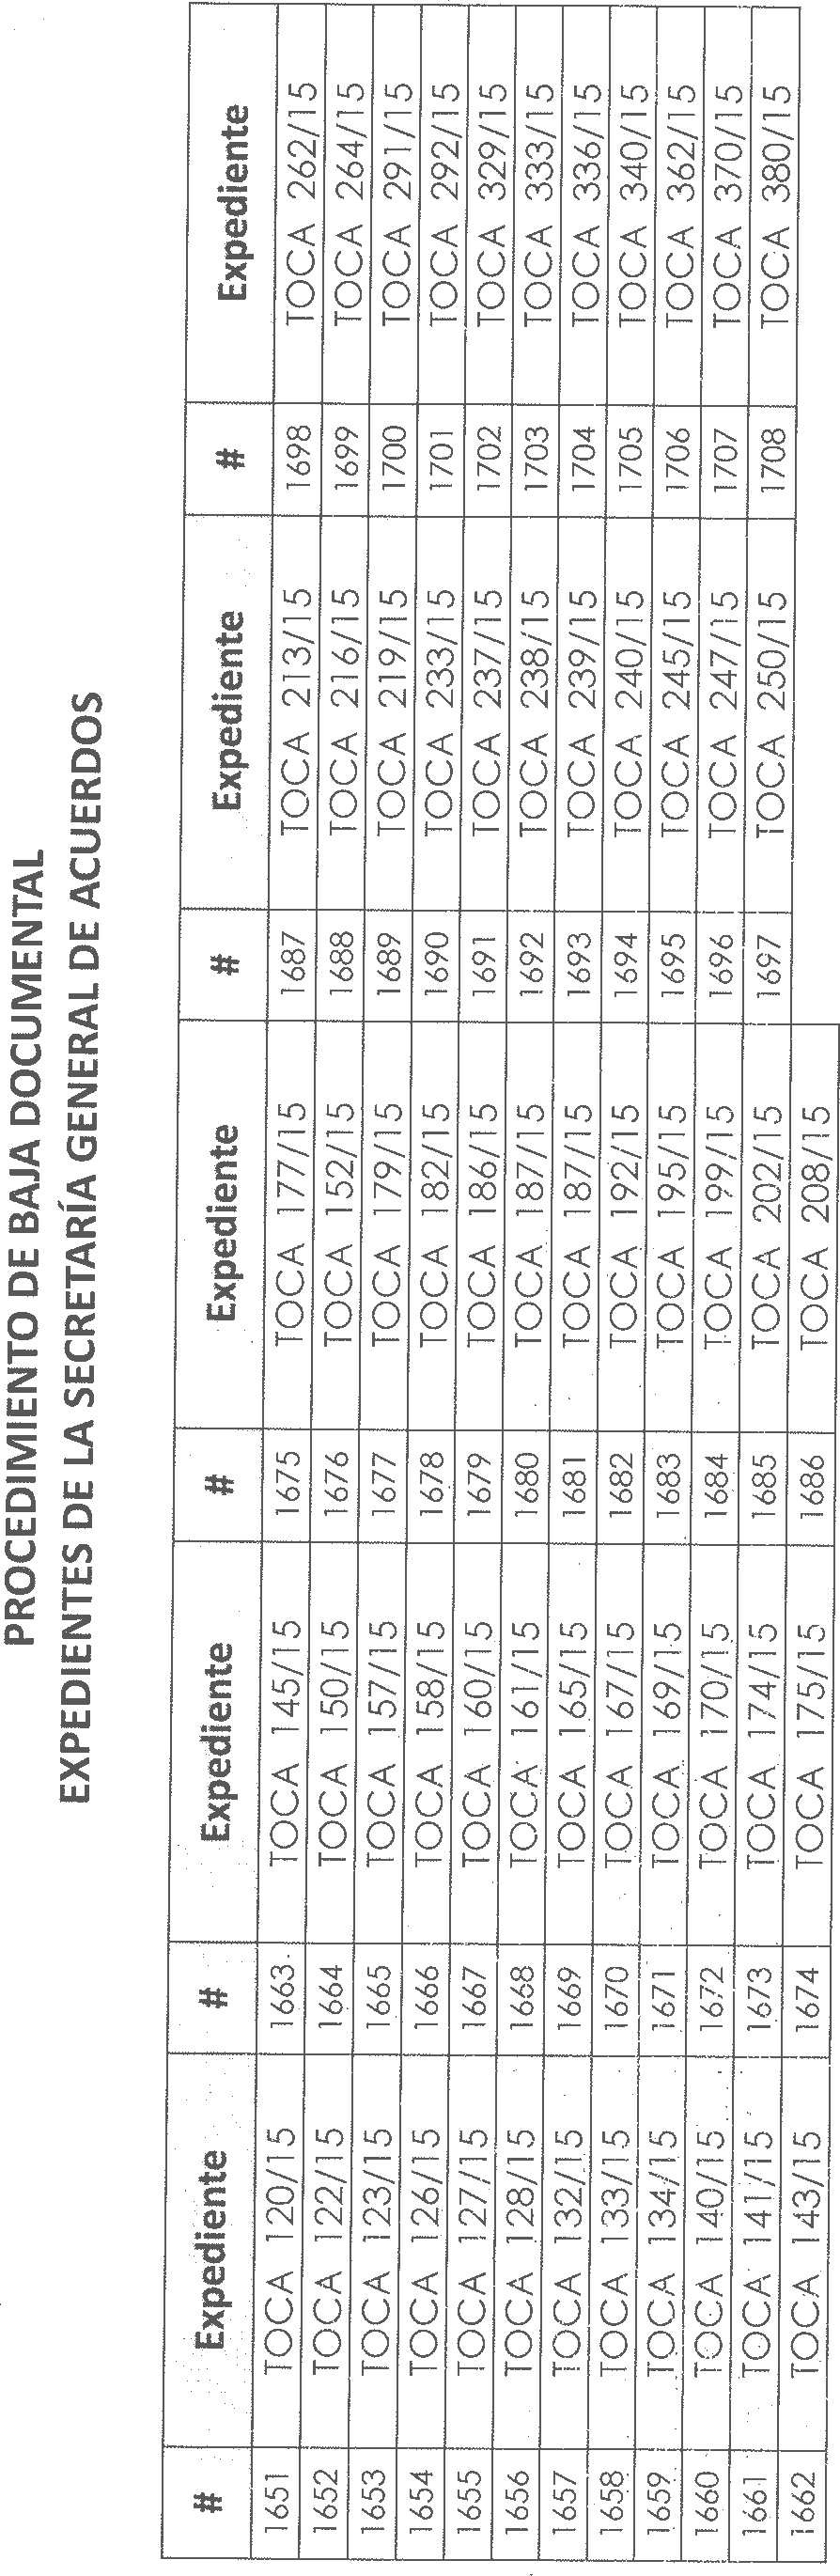 PROCEDIMIENTO DE BAJA DOCUMENTAL
EXPEDIENTES DE LA SECRETARÍA GENERAL DE ACUERDOS
# Expediente # Expediente # Expediente # Expediente # Expediente
1651 TOCA 120/15 1663 TOCA 145/15 1675 TOCA 177/15 1687 TOCA 213/15 1698 TOCA 262/15
1652 TOCA 122/15 1664 TOCA 150/15 1676 TOCA 152/15 1688 TOCA 216/15 1699 TOCA 264/15
1653 TOCA 123/15 1665 TOCA 157/15 1677 TOCA 179/15 1689 TOCA 219/15 1700 TOCA 291/15
1654 TOCA 126/15 1666 TOCA 158/15 1678 TOCA 182/15 1690 TOCA 233/15 1701 TOCA 292/15
1655 TOCA 127/15 1667 TOCA 160/15 1679 TOCA 186/15 1691 TOCA 237/15 1702 TOCA 329/15
1656 TOCA 128/15 1668 TOCA 161/15 1680 TOCA 187/15 1692 TOCA 238/15 1703 TOCA 333/15
1657 TOCA 132/15 1669 TOCA 165/15 1681 TOCA 187/15 1693 TOCA 239/15 1704 TOCA 336/15
1658 TOCA 133/15 1670 TOCA 167/15 1682 TOCA 192/15 1694 TOCA 240/15 1705 TOCA 340/15
1659 TOCA 134/15 1671 TOCA 169/15 1683 TOCA 195/15 1695 TOCA 245/15 1706 TOCA 362/15
1660 TOCA 140/15 1672 TOCA 170/15 1684 TOCA 199/15 1696 TOCA 247/15 1707 TOCA 370/15
1661 TOCA 141/15 1673 TOCA 174/15 1685 TOCA 202/15 1697 TOCA 250/15 1708 TOCA 380/15
1662 TOCA 143/15 1674 TOCA 175/15 1686 TOCA 208/15